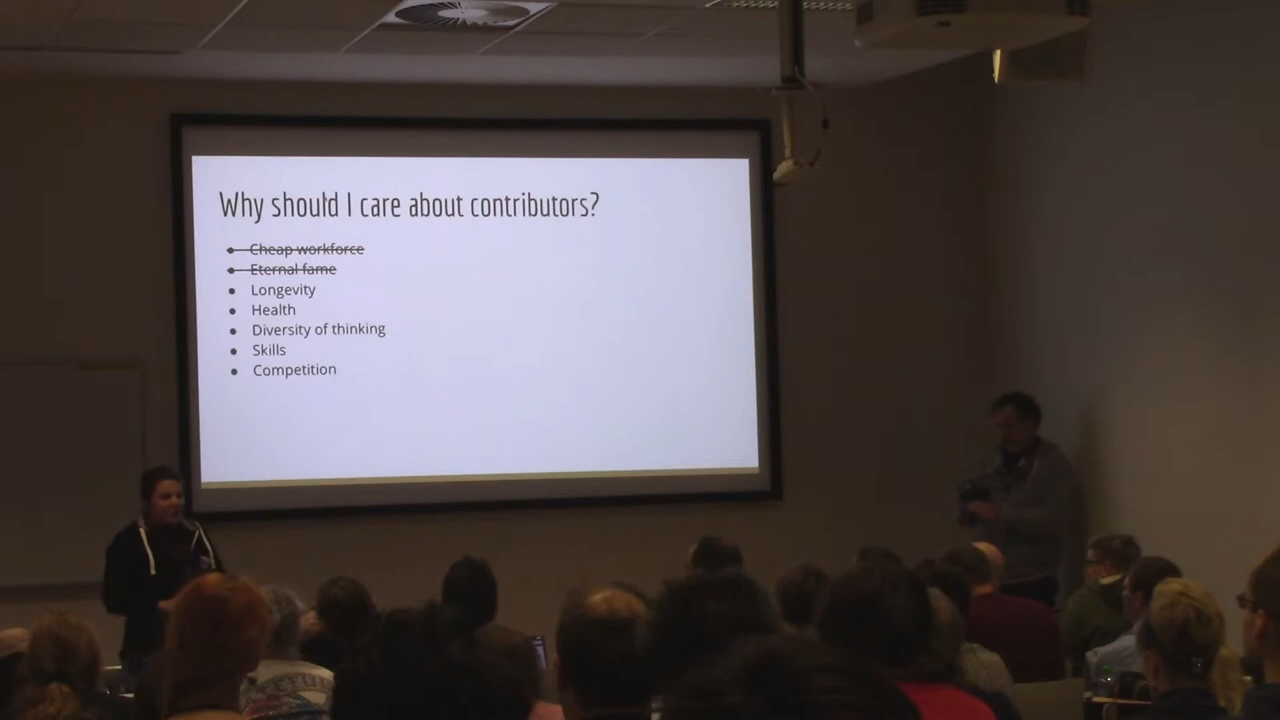 Why should I care about contributors?
● Cheap workforce
● Eternal fame
● Longevity
● Health
● Diversity of thinking
● Skills
● Competition